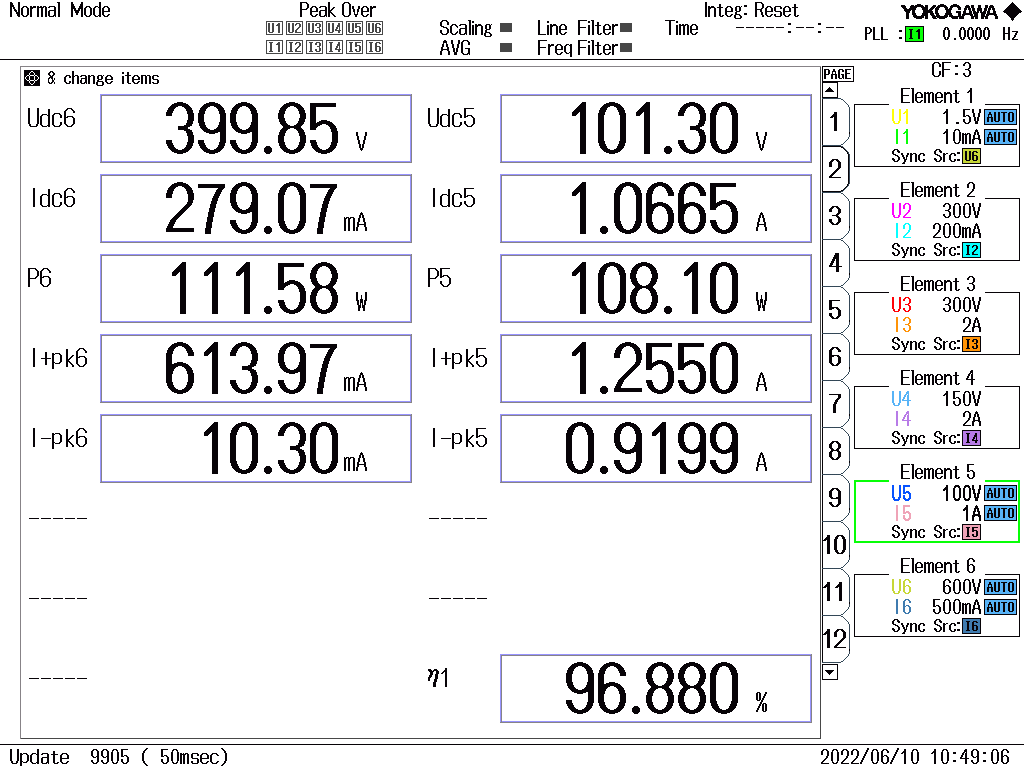 Normal Mode Peak Over Integ: Reset YOKOGAWA
U1 U2 U3 U4 U5 U6 Scaling Line Filter Time -----:--:-- PLL : I1 0.0000 Hz
I1 I2 I3 I4 I5 I6 AVG Freq Filter
8 change items PAGE CF:3
Udc6 399.85 V Udc5 101.30 V
Idc6 279.07 mA Idc5 1.0665 A
P6 111.58 W P5 108.10 W
I+pk6 613.97 mA I+pk5 1.2550 A
I-pk6 10.30 mA I-pk5 0.9199 A
----- -----
----- -----
----- η1 96.880 %
1
2
3
4
5
6
7
8
9
10
11
12
Element 1
U1 1.5V AUTO
I1 10mA AUTO
Sync Src: U6
Element 2
U2 300V
I2 200mA
Sync Src: I2
Element 3
U3 300V
I3 2A
Sync Src: I3
Element 4
U4 150V
I4 2A
Sync Src: I4
Element 5
U5 100V AUTO
I5 1A AUTO
Sync Src: I5
Element 6
U6 600V AUTO
I6 500mA AUTO
Sync Src: I6
Update 9905 ( 50msec) 2022/06/10 10:49:06